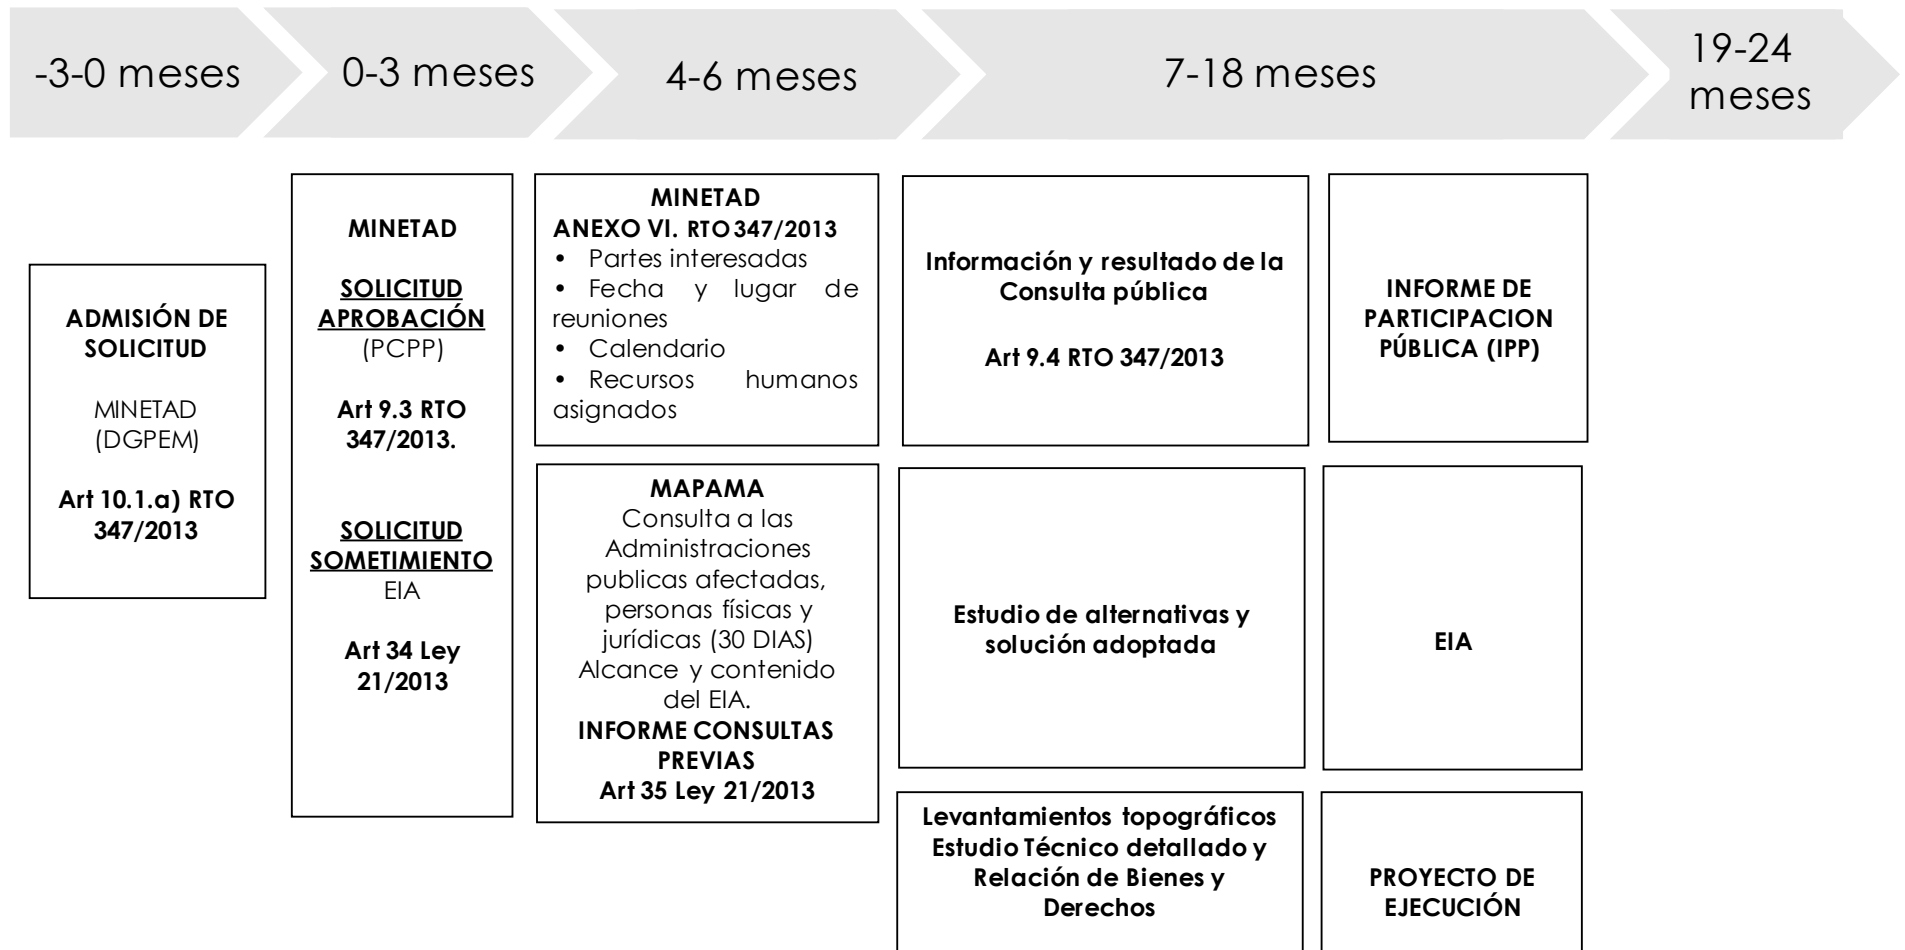 -3-0 meses
0-3 meses
4-6 meses
7-18 meses
19-24
meses
ADMISIÓN DE
SOLICITUD
MINETAD
(DGPEM)
Art 10.1.a) RTO
347/2013
MINETAD
SOLICITUD
APROBACIÓN
(PCPP)
Art 9.3 RTO
347/2013.
SOLICITUD
SOMETIMIENTO
EIA
Art 34 Ley
21/2013
MINETAD
ANEXO VI. RTO 347/2013
• Partes interesadas
• Fecha y lugar de
reuniones
• Calendario
• Recursos humanos
asignados
MAPAMA
Consulta a las
Administraciones
publicas afectadas,
personas físicas y
jurídicas (30 DIAS)
Alcance y contenido
del EIA.
INFORME CONSULTAS
PREVIAS
Art 35 Ley 21/2013
Información y resultado de la
Consulta pública
Art 9.4 RTO 347/2013
Estudio de alternativas y
solución adoptada
Levantamientos topográficos
Estudio Técnico detallado y
Relación de Bienes y
Derechos
INFORME DE
PARTICIPACION
PÚBLICA (IPP)
EIA
PROYECTO DE
EJECUCIÓN